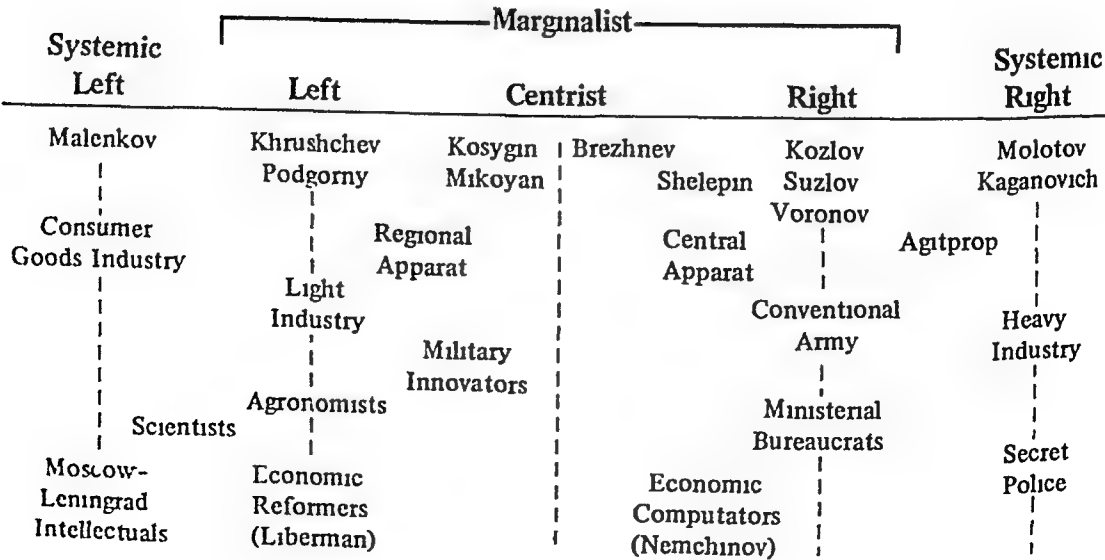 Marginalist
Systemic
Left
Left
Centrist
Right
Systemic
Right
Malenkov
Khrushchev
Podgorny
Kosygin
Mikoyan
Brezhnev
Shelepin
Kozlov
Suzlov
Voronov
Molotov
Kaganovich
Consumer
Goods Industry
Regional
Apparat
Central
Apparat
Agitprop
Light
Industry
Conventional
Army
Heavy
Industry
Military
Innovators
Agronomists
Ministerial
Bureaucrats
Scientists
Moscow-
Leningrad
Intellectuals
Economic
Reformers
(Liberman)
Economic
Computators
(Nemchinov)
Secret
Police